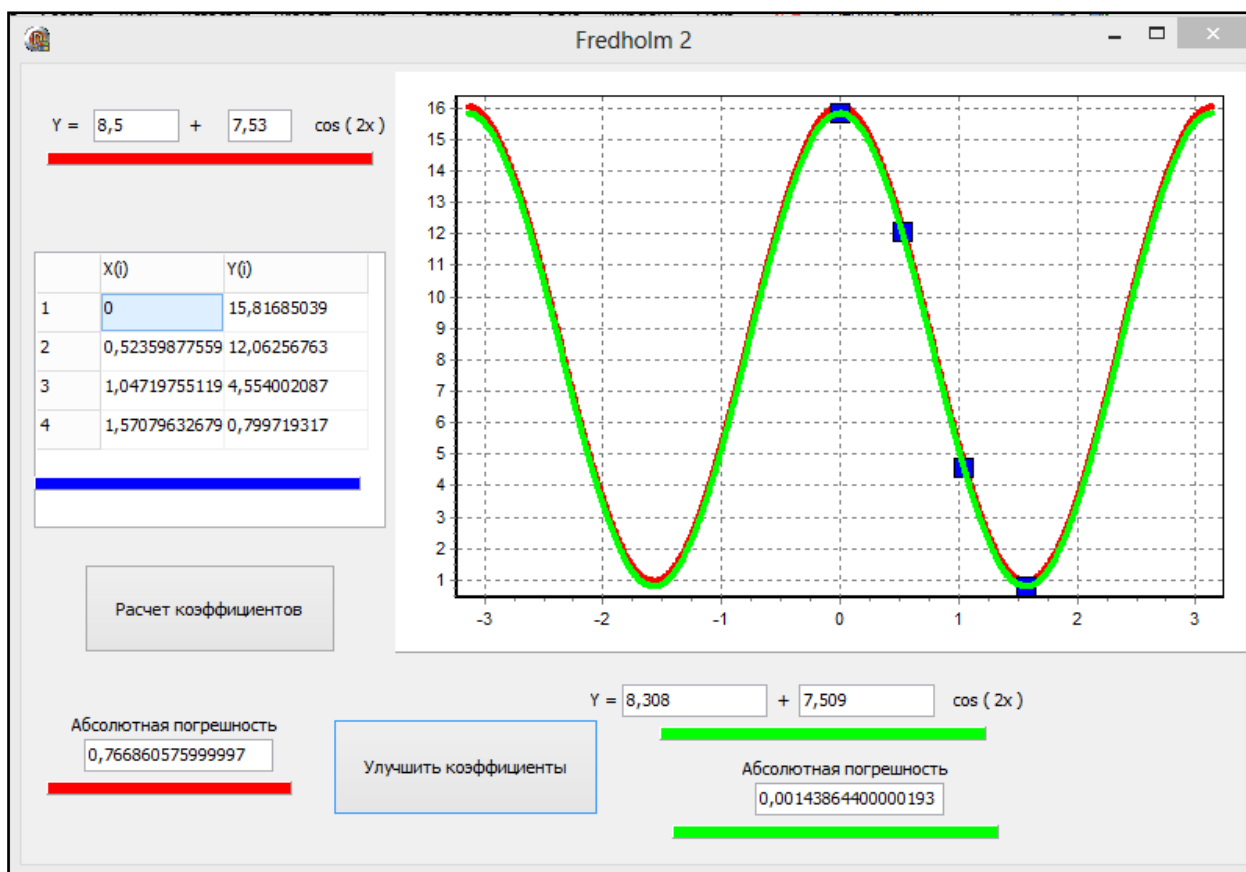 Fredholm 2
Y = 8,5 + 7,53 cos ( 2x )
X(i) Y(i)
1 0 15,81685039
2 0,52359877559 12,06256763
3 1,04719755119 4,554002087
4 1,57079632679 0,799719317
Расчет коэффициентов
16
15
14
13
12
11
10
9
8
7
6
5
4
3
2
1
-3 -2 -1 0 1 2 3
Y = 8,308 + 7,509 cos ( 2x )
Абсолютная погрешность
0,766860575999997
Улучшить коэффициенты
Абсолютная погрешность
0,00143864400000193